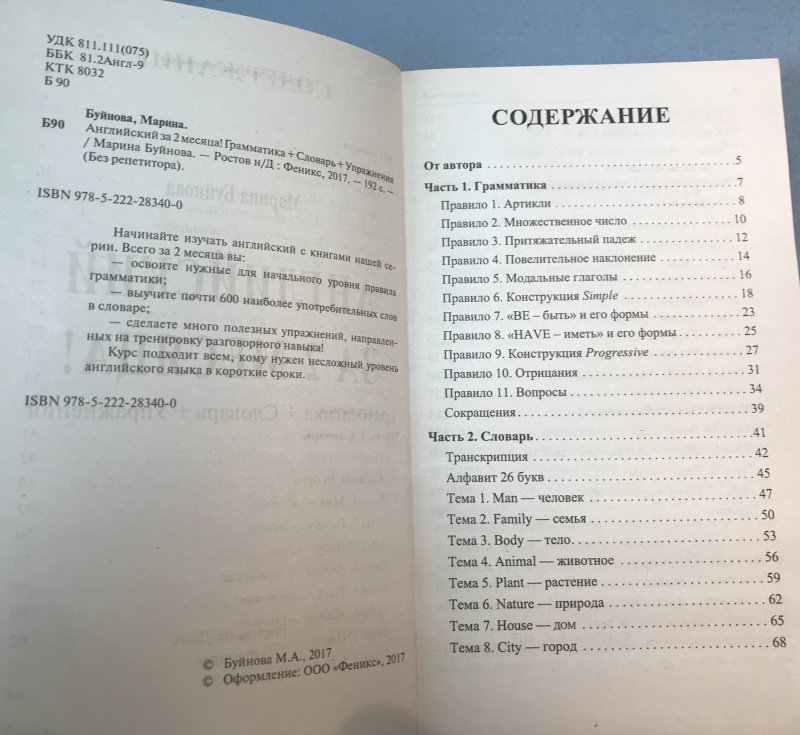 УДК 811.111(075)
ББК 81.2Англ-9
КТК 8032
Б 90
Буйнова, Марина.
Б90 Английский за 2 месяца! Грамматика+Словарь+Упражнения
/ Марина Буйнова. — Ростов н/Д : Феникс, 2017. — 192 с. —
(Без репетитора).
ISBN 978-5-222-28340-0
Начинайте изучать английский с книгами нашей се-
рии. Всего за 2 месяца вы:
— освоите нужные для начального уровня правила
грамматики;
— выучите почти 600 наиболее употребительных слов
в словаре;
— сделаете много полезных упражнений, направлен-
ных на тренировку разговорного навыка!
Курс подходит всем, кому нужен несложный уровень
английского языка в короткие сроки.
ISBN 978-5-222-28340-0
© Буйнова М.А., 2017
© Оформление: ООО «Феникс», 2017
СОДЕРЖАНИЕ
От автора 5
Часть 1. Грамматика 7
Правило 1. Артикли 8
Правило 2. Множественное число 10
Правило 3. Притяжательный падеж 12
Правило 4. Повелительное наклонение 14
Правило 5. Модальные глаголы 16
Правило 6. Конструкция Simple 18
Правило 7. «BE – быть» и его формы 23
Правило 8. «HAVE – иметь» и его формы 25
Правило 9. Конструкция Progressive 27
Правило 10. Отрицания 31
Правило 11. Вопросы 34
Сокращения 39
Часть 2. Словарь 41
Транскрипция 42
Алфавит 26 букв 45
Тема 1. Man — человек 47
Тема 2. Family — семья 50
Тема 3. Body — тело 53
Тема 4. Animal — животное 56
Тема 5. Plant — растение 59
Тема 6. Nature — природа 62
Тема 7. House — дом 65
Тема 8. City — город 68